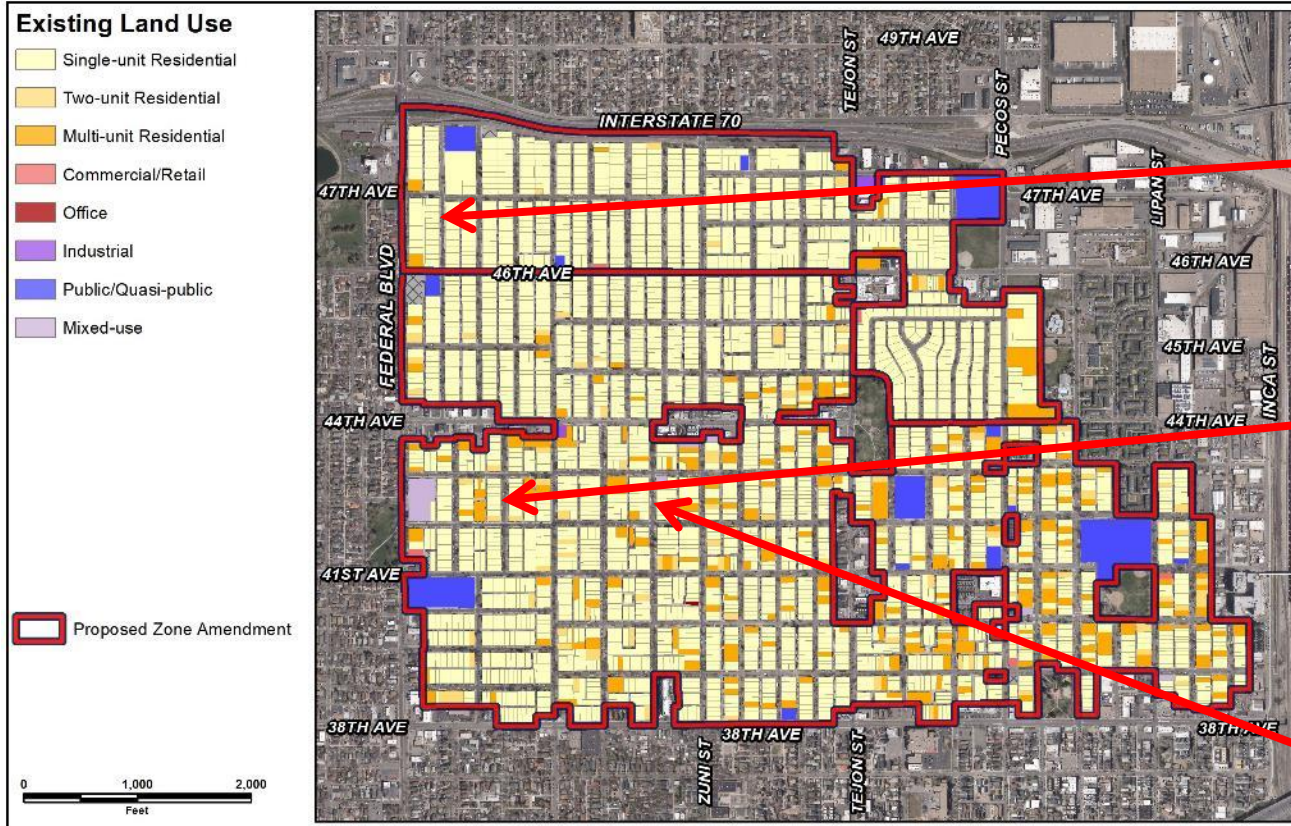 Existing Land Use
Single-unit Residential
Two-unit Residential
Multi-unit Residential
Commercial/Retail
Office
Industrial
Public/Quasi-public
Mixed-use
Proposed Zone Amendment
0 1,000 2,000
Feet
49TH AVE
TEJON ST
PECOS ST
INTERSTATE 70
LIPAN ST
47TH AVE
47TH AVE
46TH AVE
46TH AVE
FEDERAL BLVD
45TH AVE
INCA ST
44TH AVE
44TH AVE
41ST AVE
38TH AVE
38TH AVE
38TH AVE
ZUNI ST
TEJON ST